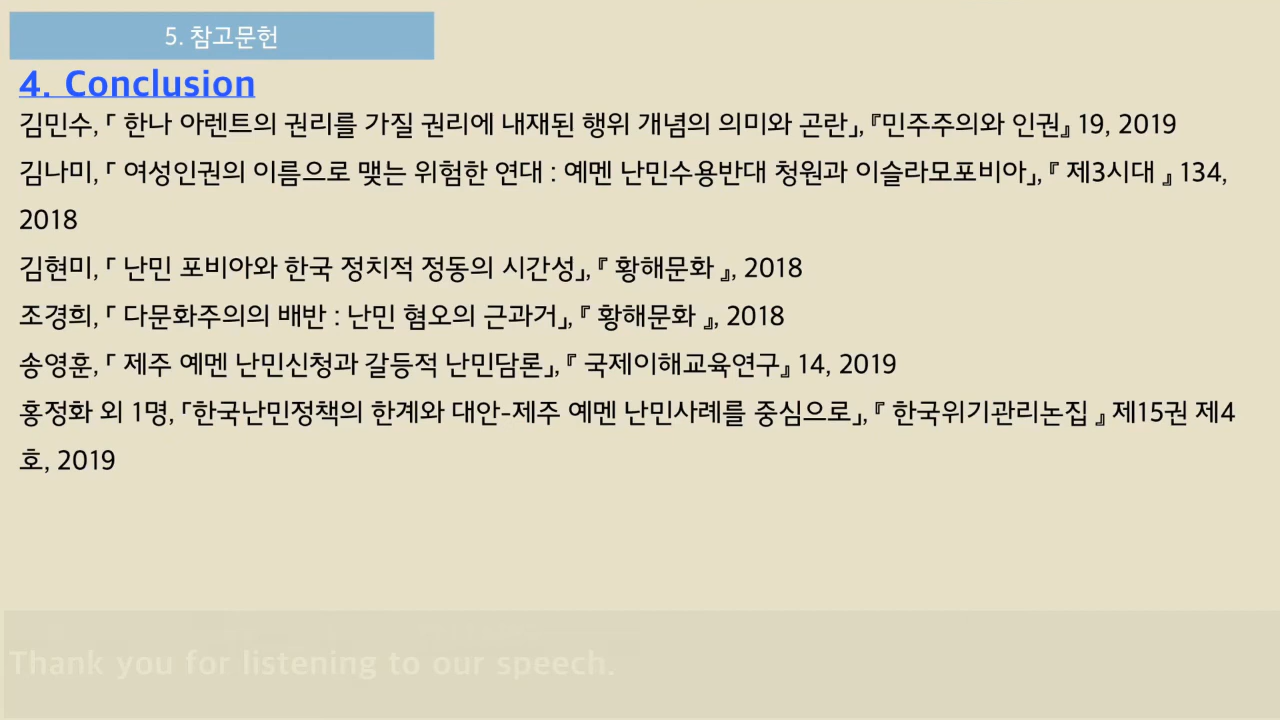 5. 참고문헌
4. Conclusion
김민수, ｢ 한나 아렌트의 권리를 가질 권리에 내재된 행위 개념의 의미와 곤란｣, 『민주주의와 인권』 19, 2019
김나미, ｢ 여성인권의 이름으로 맺는 위험한 연대 : 예멘 난민수용반대 청원과 이슬라모포비아｣, 『 제3시대 』 134,
2018
김현미, ｢ 난민 포비아와 한국 정치적 정동의 시간성｣, 『 황해문화 』, 2018
조경희, ｢ 다문화주의의 배반 : 난민 혐오의 근과거｣, 『 황해문화 』, 2018
송영훈, ｢ 제주 예멘 난민신청과 갈등적 난민담론｣, 『 국제이해교육연구』 14, 2019
홍정화 외 1명, ｢한국난민정책의 한계와 대안-제주 예멘 난민사례를 중심으로｣, 『 한국위기관리논집 』 제15권 제4
호, 2019
Thank you for listening to our speech.